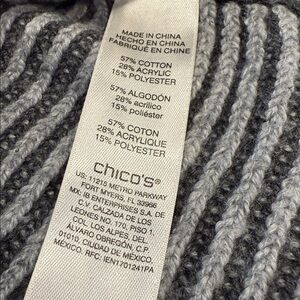 MADE IN CHINA
HECHO EN CHINA
FABRIQUÉ EN CHINE
57% COTTON
28% ACRYLIC
15% POLYESTER
57% ALGODÓN
28% acrílico
15% poliéster
57% COTON
28% ACRYLIQUE
15% POLYESTER
chico's®
US: 11215 METRO PARKWAY
FORT MYERS, FL 33966
MX: IB ENTERPRISES S.A. DE
C.V. CALZADA DE LOS
LEONES NO. 170, PISO 1.
COL. LOS ALPES, DEL.
ÁLVARO OBREGÓN, C.P.
01010, CIUDAD DE MÉXICO,
MÉXICO. RFC: IEN1701241PA